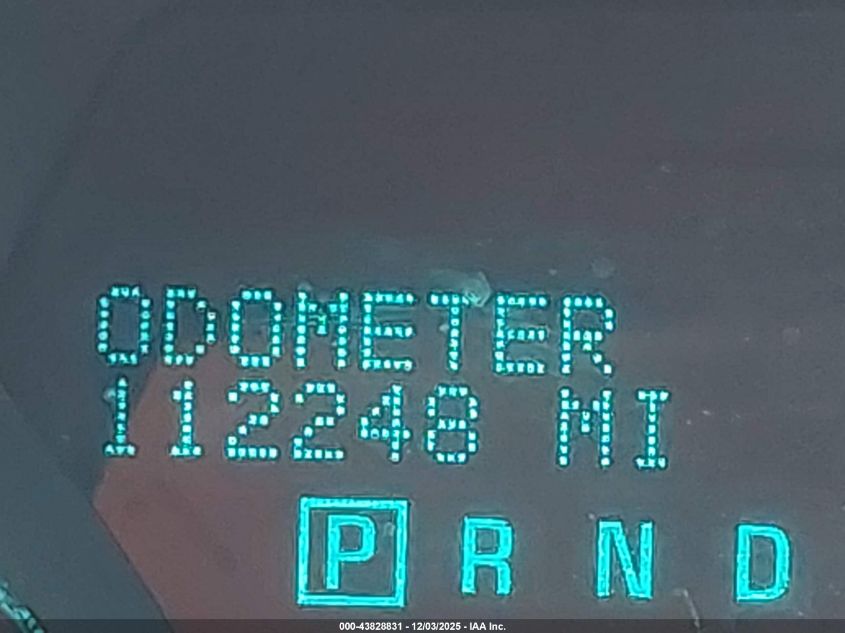 ODOMETER
112248 MI
P R N D
000-43828831 - 12/03/2025 - IAA Inc.